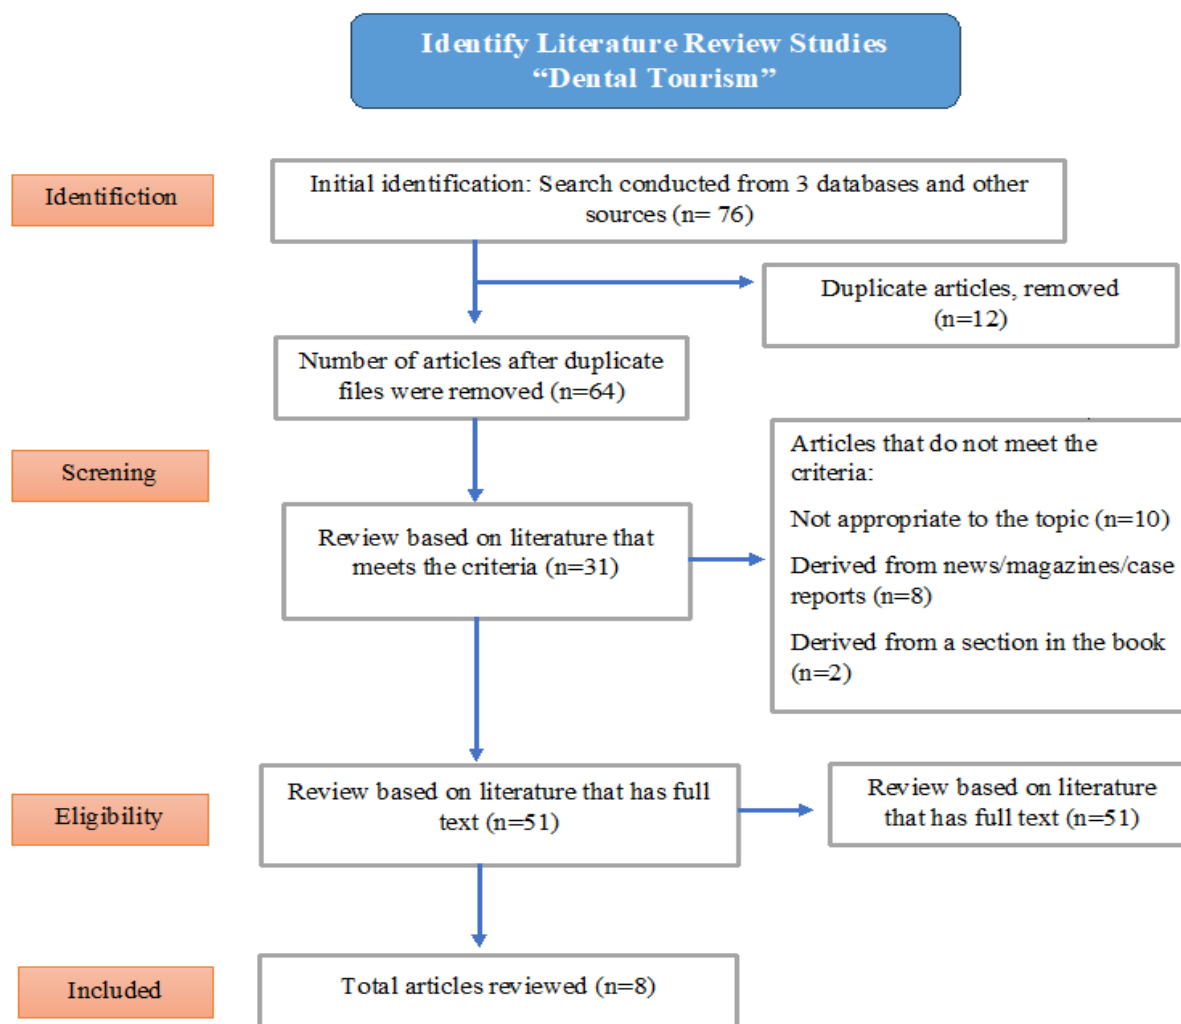 Identify Literature Review Studies
“Dental Tourism”
Identifiction
Initial identification: Search conducted from 3 databases and other
sources (n= 76)
Duplicate articles, removed
(n=12)
Number of articles after duplicate
files were removed (n=64)
Screning
Review based on literature that
meets the criteria (n=31)
Articles that do not meet the
criteria:
Not appropriate to the topic (n=10)
Derived from news/magazines/case
reports (n=8)
Derived from a section in the book
(n=2)
Eligibility
Review based on literature that has full
text (n=51)
Review based on literature
that has full text (n=51)
Included
Total articles reviewed (n=8)